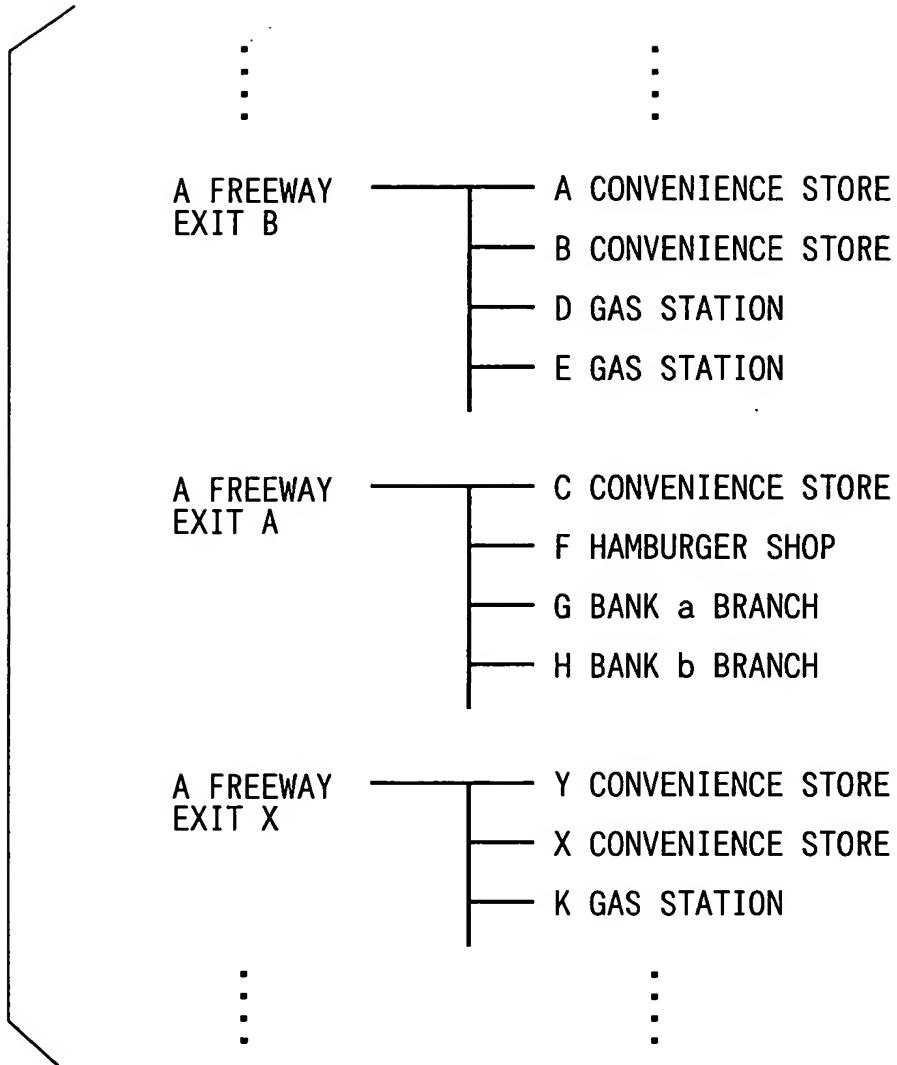 A FREEWAY
EXIT B
A CONVENIENCE STORE
B CONVENIENCE STORE
D GAS STATION
E GAS STATION
A FREEWAY
EXIT A
C CONVENIENCE STORE
F HAMBURGER SHOP
G BANK a BRANCH
H BANK b BRANCH
A FREEWAY
EXIT X
Y CONVENIENCE STORE
X CONVENIENCE STORE
K GAS STATION